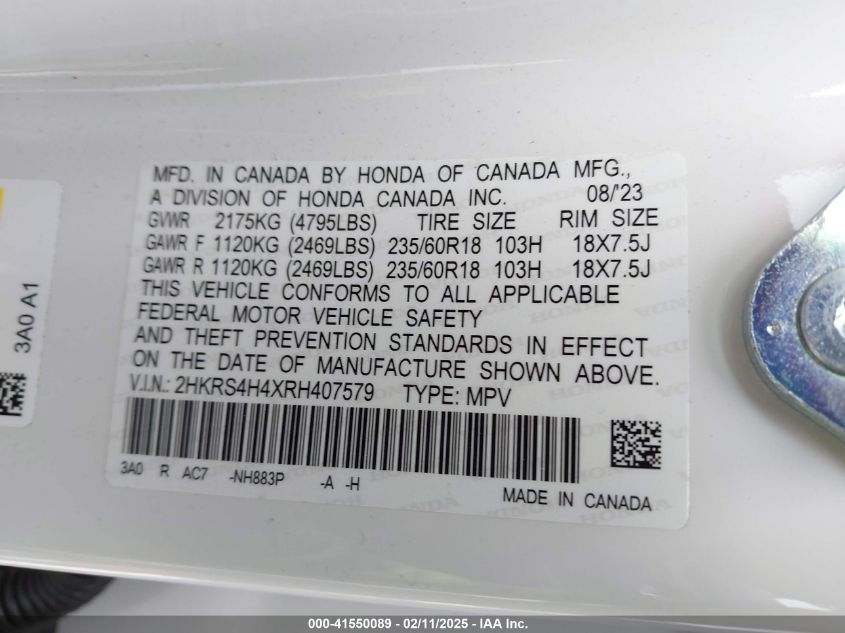 MFD. IN CANADA BY HONDA OF CANADA MFG.,
A DIVISION OF HONDA CANADA INC. 08/'23
GVWR 2175KG (4795LBS) TIRE SIZE RIM SIZE
GAWR F 1120KG (2469LBS) 235/60R18 103H 18X7.5J
GAWR R 1120KG (2469LBS) 235/60R18 103H 18X7.5J
THIS VEHICLE CONFORMS TO ALL APPLICABLE
FEDERAL MOTOR VEHICLE SAFETY
AND THEFT PREVENTION STANDARDS IN EFFECT
ON THE DATE OF MANUFACTURE SHOWN ABOVE.
V.I.N.: 2HKRS4H4XRH407579 TYPE: MPV
3A0 R AC7 -NH883P -A -H
MADE IN CANADA
3A0 A1
000-41550089 - 02/11/2025 - IAA Inc.